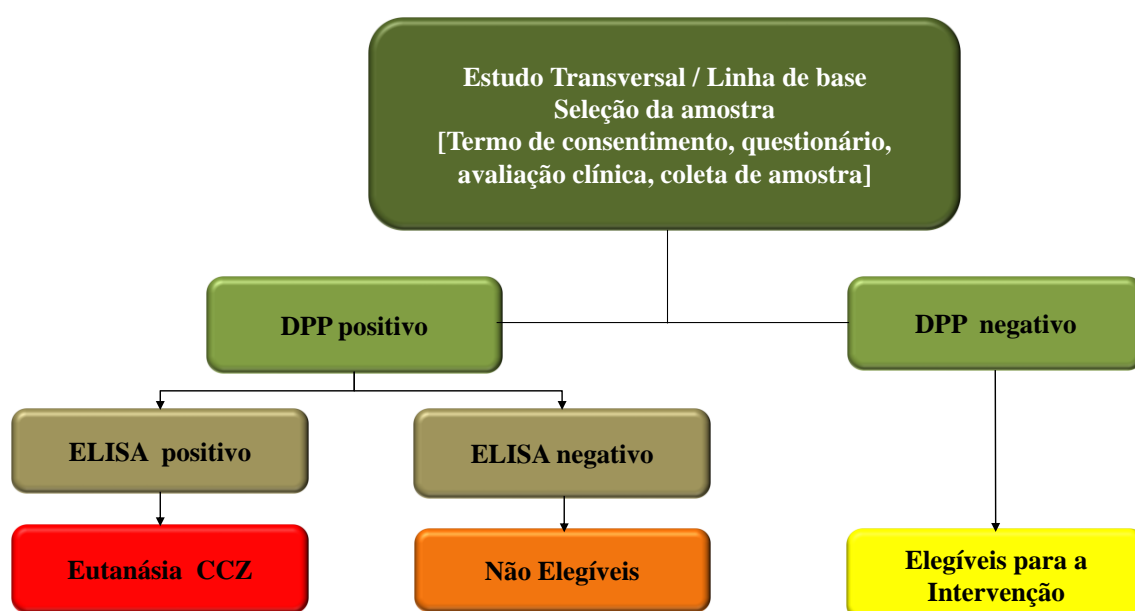 Estudo Transversal / Linha de base
Seleção da amostra
[Termo de consentimento, questionário,
avaliação clínica, coleta de amostra]
DPP positivo
DPP negativo
ELISA positivo
ELISA negativo
Eutanásia CCZ
Não Elegíveis
Elegíveis para a
Intervenção